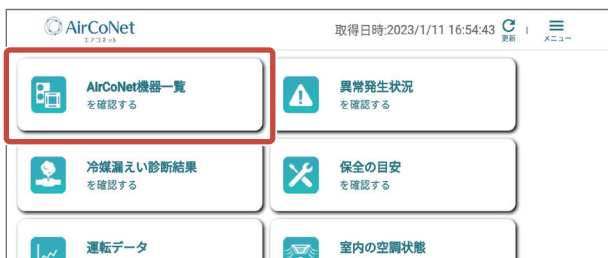 AirCoNet
エアコネット
取得日時:2023/1/11 16:54:43
更新
メニュー
AirCoNet機器一覧
を確認する
異常発生状況
を確認する
冷媒漏えい診断結果
を確認する
保全の目安
を確認する
運転データ
室内の空調状態